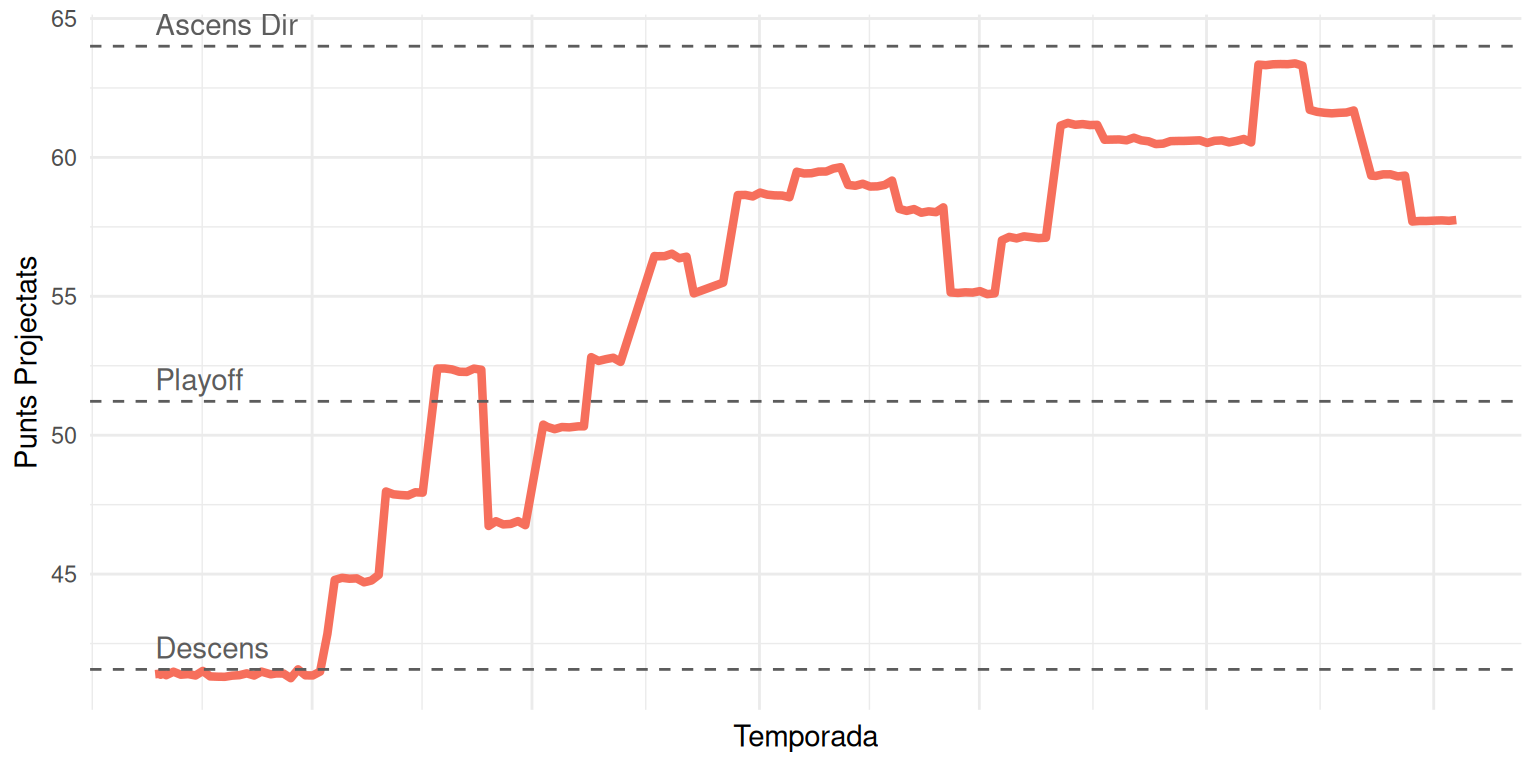 65
Ascens Dir
60
55
Playoff
50
45
Descens
Punts Projectats
Temporada